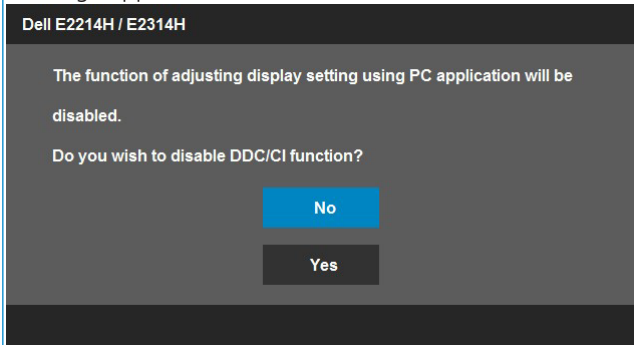 Dell E2214H / E2314H
The function of adjusting display setting using PC application will be
disabled.
Do you wish to disable DDC/CI function?
No
Yes